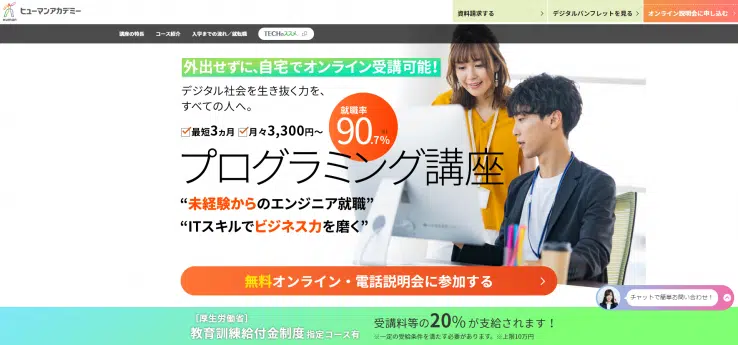 ヒューマンアカデミー
資料請求する
デジタルパンフレットを見る
オンライン説明会に申し込む
講座の特長
コース紹介
入学までの流れ／就転職
TECHのススメ
外出せずに、自宅でオンライン受講可能！
デジタル社会を生き抜く力を、
すべての人へ。
就職率
90.7%
最短3ヵ月 月々3,300円〜
プログラミング講座
“未経験からのエンジニア就職”
“ITスキルでビジネス力を磨く”
無料オンライン・電話説明会に参加する
チャットで簡単お問い合わせ！
［厚生労働省］
教育訓練給付金制度 指定コース有
受講料等の20%が支給されます！
※一定の受給条件を満たす必要があります。※上限10万円